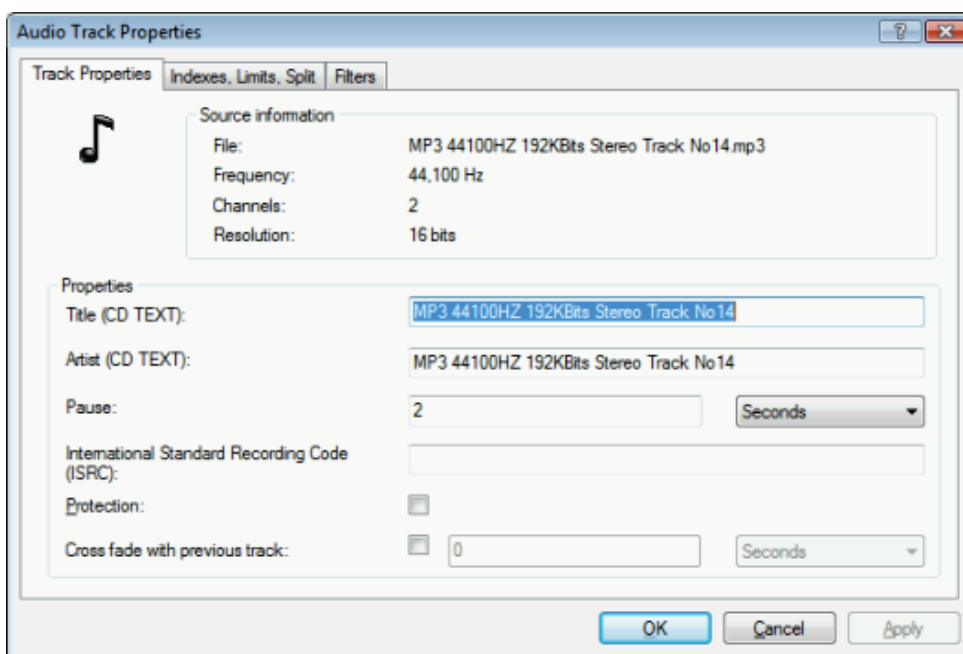 Audio Track Properties
Track Properties Indexes, Limits, Split Filters
Source information
File: MP3 44100HZ 192KBits Stereo Track No14.mp3
Frequency: 44,100 Hz
Channels: 2
Resolution: 16 bits
Properties
Title (CD TEXT): MP3 44100HZ 192KBits Stereo Track No14
Artist (CD TEXT): MP3 44100HZ 192KBits Stereo Track No14
Pause: 2 Seconds
International Standard Recording Code
(ISRC):
Protection:
Cross fade with previous track: 0 Seconds
OK Cancel Apply